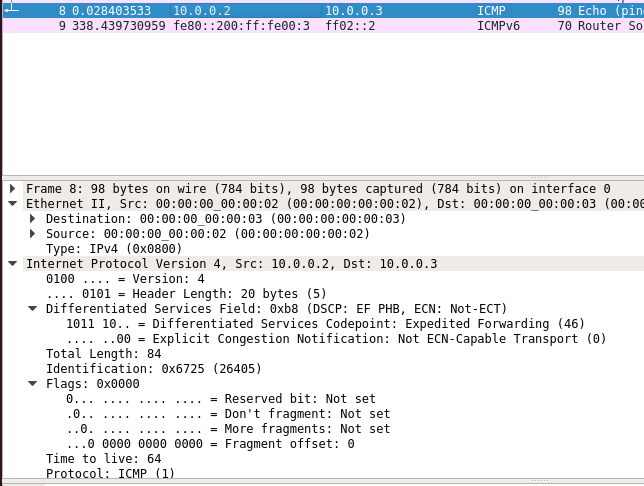 8 0.028403533 10.0.0.2 10.0.0.3 ICMP 98 Echo (pin
9 338.439730959 fe80::200:ff:fe00:3 ff02::2 ICMPv6 70 Router So
Frame 8: 98 bytes on wire (784 bits), 98 bytes captured (784 bits) on interface 0
Ethernet II, Src: 00:00:00_00:00:02 (00:00:00:00:00:02), Dst: 00:00:00_00:00:03 (00:00
Destination: 00:00:00_00:00:03 (00:00:00:00:00:03)
Source: 00:00:00_00:00:02 (00:00:00:00:00:02)
Type: IPv4 (0x0800)
Internet Protocol Version 4, Src: 10.0.0.2, Dst: 10.0.0.3
0100 .... = Version: 4
.... 0101 = Header Length: 20 bytes (5)
Differentiated Services Field: 0xb8 (DSCP: EF PHB, ECN: Not-ECT)
1011 10.. = Differentiated Services Codepoint: Expedited Forwarding (46)
.... ..00 = Explicit Congestion Notification: Not ECN-Capable Transport (0)
Total Length: 84
Identification: 0x6725 (26405)
Flags: 0x0000
0... .... .... .... = Reserved bit: Not set
.0.. .... .... .... = Don't fragment: Not set
..0. .... .... .... = More fragments: Not set
...0 0000 0000 0000 = Fragment offset: 0
Time to live: 64
Protocol: ICMP (1)